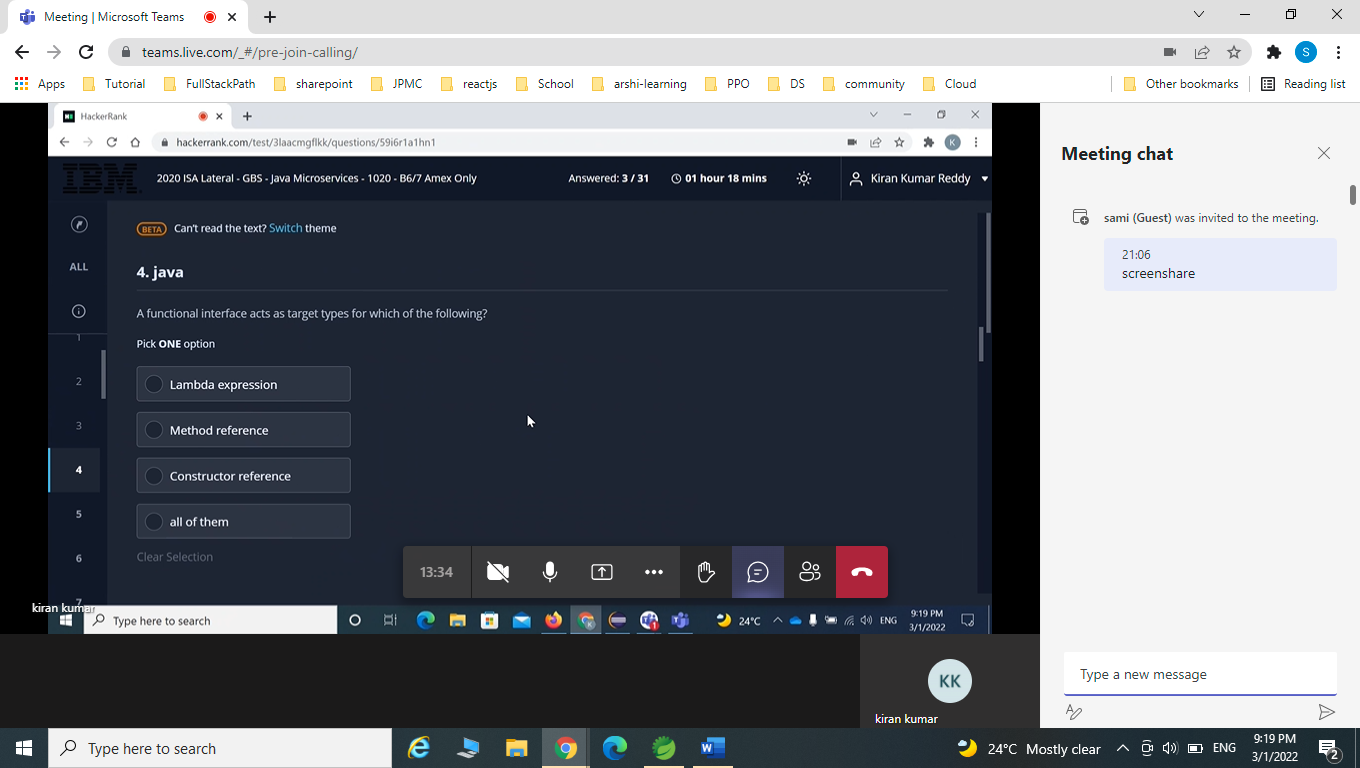 Meeting | Microsoft Teams
teams.live.com/_#/pre-join-calling/
S
Apps Tutorial FullStackPath sharepoint JPMC reactjs School arshi-learning PPO DS community Cloud Other bookmarks Reading list
HackerRank
hackerrank.com/test/3laacmgflkk/questions/59i6r1a1hn1
K
IBM. 2020 ISA Lateral - GBS - Java Microservices - 1020 - B6/7 Amex Only Answered: 3 / 31 01 hour 18 mins Kiran Kumar Reddy
BETA Can't read the text? Switch theme
ALL
4. java
A functional interface acts as target types for which of the following?
Pick ONE option
Lambda expression
Method reference
Constructor reference
all of them
Clear Selection
1
2
3
4
5
6
7
13:34
kiran kumar
Type here to search
24°C ENG
9:19 PM
3/1/2022
KK
kiran kumar
Meeting chat
sami (Guest) was invited to the meeting.
21:06
screenshare
Type a new message
Type here to search
24°C Mostly clear ENG
9:19 PM
3/1/2022
2